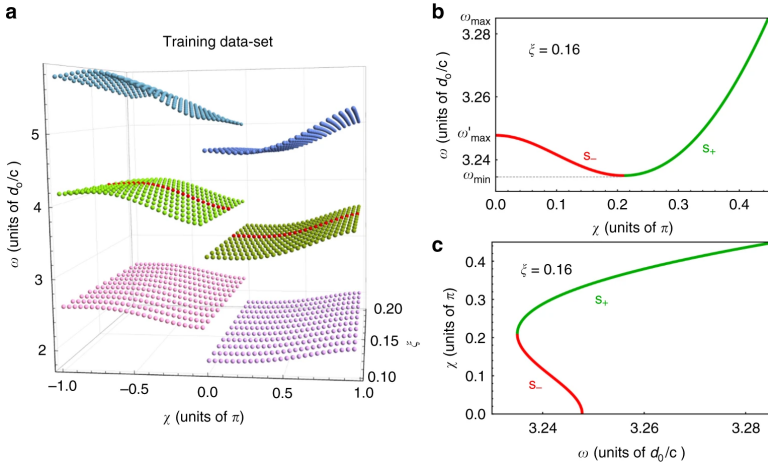 a
Training data-set
5
4
3
2
ω (units of d₀/c )
0.20
0.15
0.10
ξ
−1.0
−0.5
0.0
0.5
1.0
χ (units of π)
b
ω (units of d₀/c )
ωmax
3.28
3.26
ω'max
3.24
ωmin
ξ = 0.16
S−
S+
0.0
0.1
0.2
0.3
0.4
χ (units of π)
c
χ (units of π)
0.4
0.3
0.2
0.1
0.0
ξ = 0.16
S+
S−
3.24
3.26
3.28
ω (units of d₀/c )